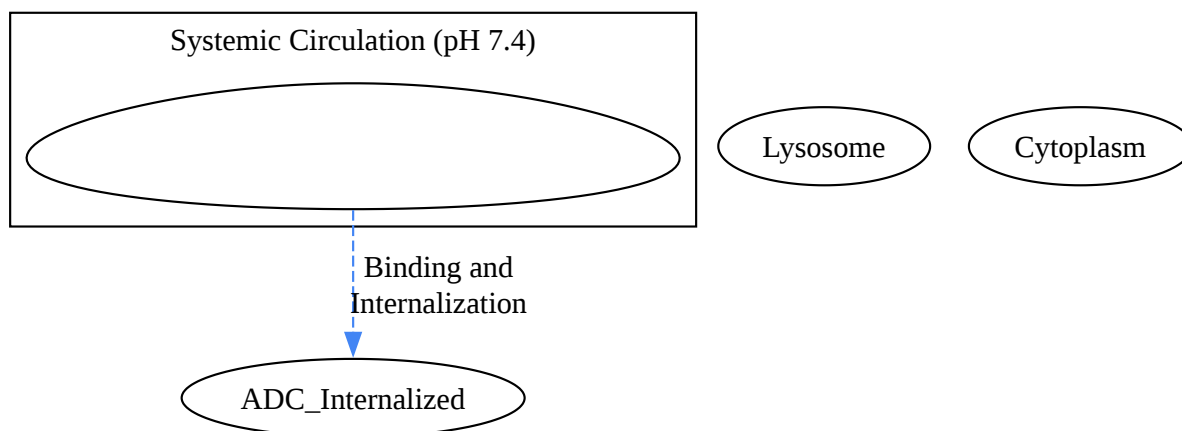 Systemic Circulation (pH 7.4)
Lysosome
Cytoplasm
Binding and
Internalization
ADC_Internalized